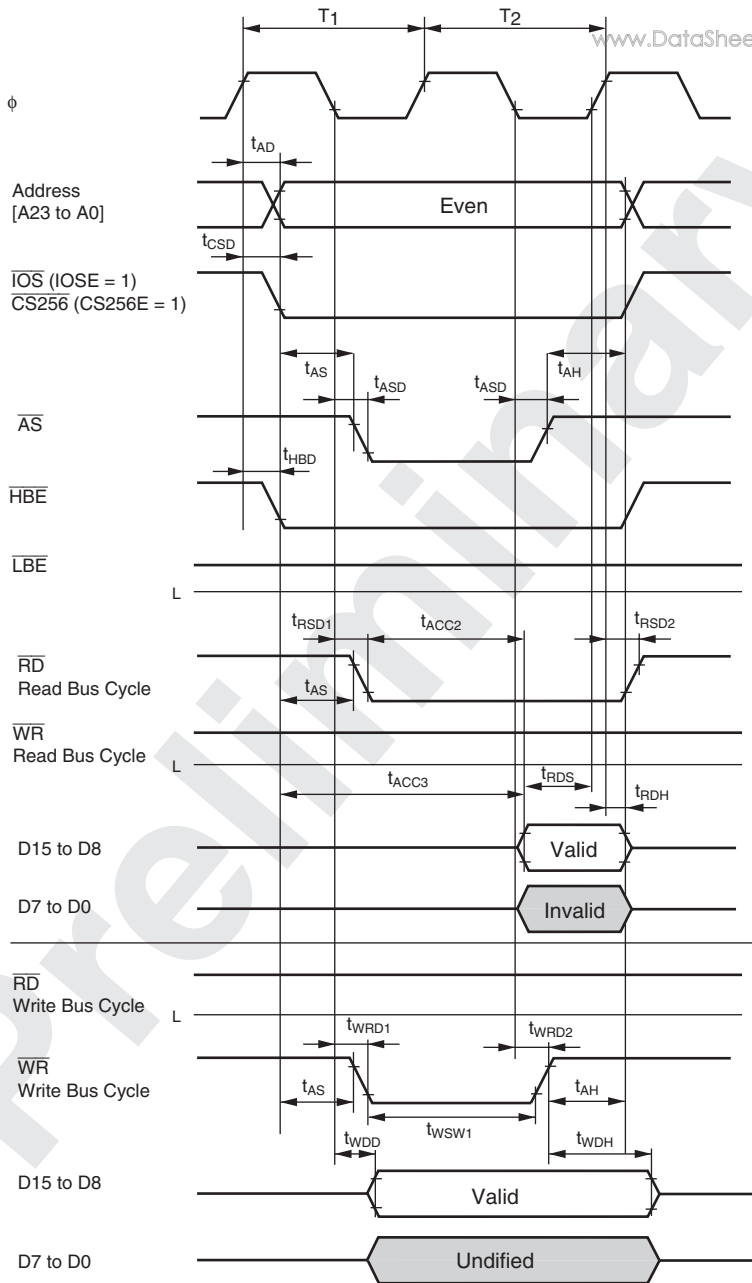 T1 T2
www.DataShee
ϕ
tAD
Address
[A23 to A0]
Even
tCSD
IOS (IOSE = 1)
CS256 (CS256E = 1)
tAS tASD tASD tAH
AS
tHBD
HBE
LBE
L
tRSD1 tACC2 tRSD2
RD
Read Bus Cycle
tAS
WR
Read Bus Cycle
L
tACC3 tRDS tRDH
D15 to D8
Valid
D7 to D0
Invalid
RD
Write Bus Cycle
L
tWRD1 tWRD2
WR
Write Bus Cycle
tAS tWSW1 tAH
tWDD tWDH
D15 to D8
Valid
D7 to D0
Undified
Preliminary